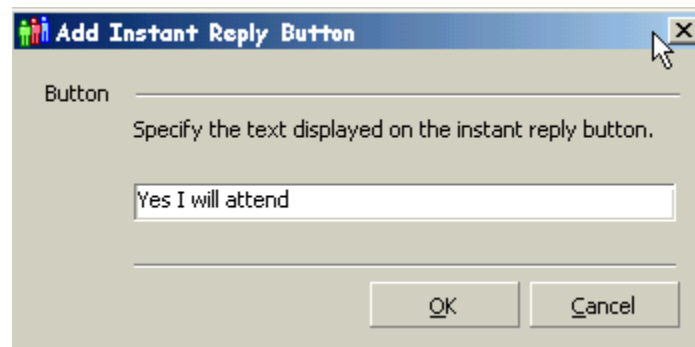 Add Instant Reply Button
Button
Specify the text displayed on the instant reply button.
Yes I will attend
OK
Cancel